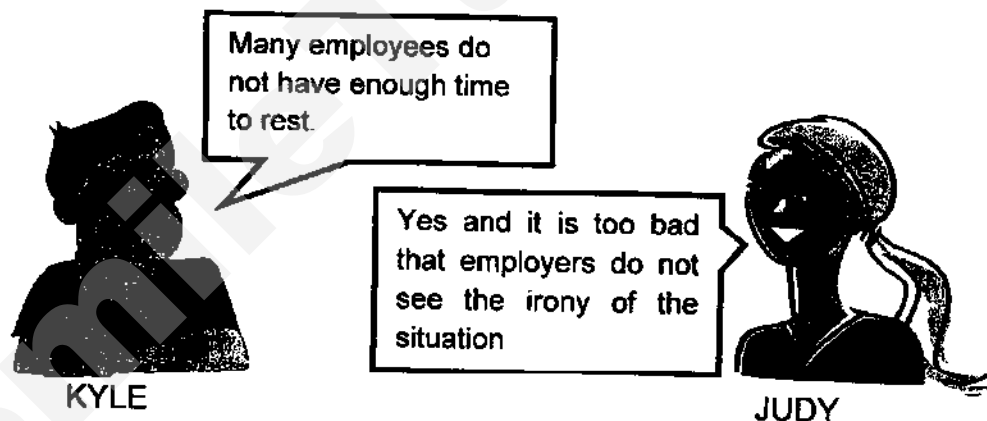 Many employees do
not have enough time
to rest.
Yes and it is too bad
that employers do not
see the irony of the
situation
KYLE
JUDY